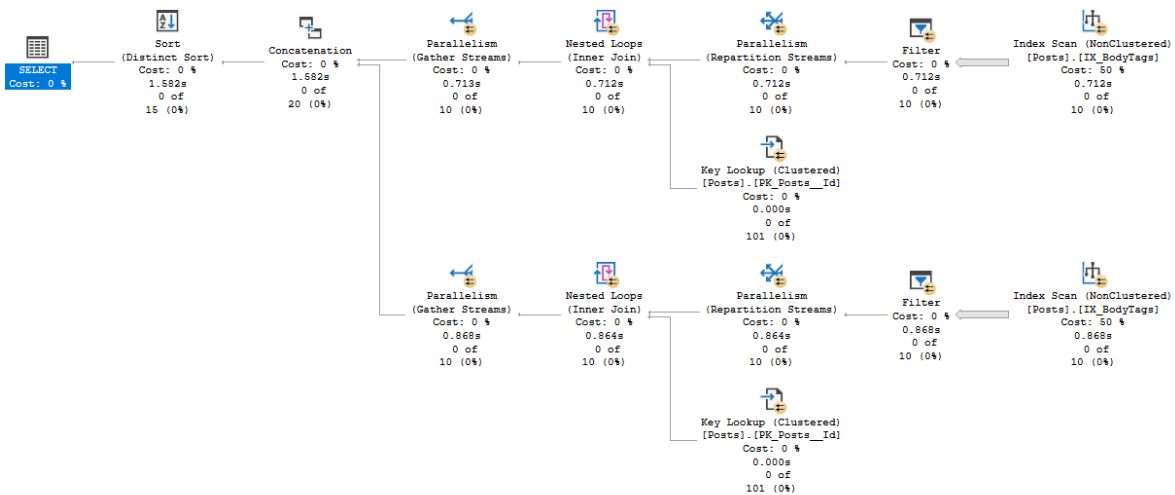 SELECT
Cost: 0 %
Sort
(Distinct Sort)
Cost: 0 %
1.582s
0 of
15 (0%)
Concatenation
Cost: 0 %
1.582s
0 of
20 (0%)
Parallelism
(Gather Streams)
Cost: 0 %
0.713s
0 of
10 (0%)
Nested Loops
(Inner Join)
Cost: 0 %
0.712s
0 of
10 (0%)
Parallelism
(Repartition Streams)
Cost: 0 %
0.712s
0 of
10 (0%)
Filter
Cost: 0 %
0.712s
0 of
10 (0%)
Index Scan (NonClustered)
[Posts].[IX_BodyTags]
Cost: 50 %
0.712s
0 of
10 (0%)
Key Lookup (Clustered)
[Posts].[PK_Posts__Id]
Cost: 0 %
0.000s
0 of
101 (0%)
Parallelism
(Gather Streams)
Cost: 0 %
0.868s
0 of
10 (0%)
Nested Loops
(Inner Join)
Cost: 0 %
0.864s
0 of
10 (0%)
Parallelism
(Repartition Streams)
Cost: 0 %
0.864s
0 of
10 (0%)
Filter
Cost: 0 %
0.868s
0 of
10 (0%)
Index Scan (NonClustered)
[Posts].[IX_BodyTags]
Cost: 50 %
0.868s
0 of
10 (0%)
Key Lookup (Clustered)
[Posts].[PK_Posts__Id]
Cost: 0 %
0.000s
0 of
101 (0%)